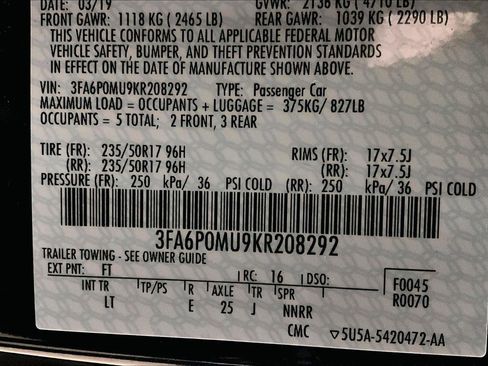 03/19 GVWR: 2136 KG ( 4710 LB)
FRONT GAWR: 1118 KG ( 2465 LB) REAR GAWR: 1039 KG ( 2290 LB)
THIS VEHICLE CONFORMS TO ALL APPLICABLE FEDERAL MOTOR
VEHICLE SAFETY, BUMPER, AND THEFT PREVENTION STANDARDS
IN EFFECT ON THE DATE OF MANUFACTURE SHOWN ABOVE.
VIN: 3FA6P0MU9KR208292 TYPE: Passenger Car
MAXIMUM LOAD = OCCUPANTS + LUGGAGE = 375KG/ 827LB
OCCUPANTS = 5 TOTAL; 2 FRONT, 3 REAR
TIRE (FR): 235/50R17 96H RIMS (FR): 17x7.5J
(RR): 235/50R17 96H (RR): 17x7.5J
PRESSURE (FR): 250 kPa/ 36 PSI COLD (RR): 250 kPa/ 36 PSI COLD
3FA6P0MU9KR208292
TRAILER TOWING - SEE OWNER GUIDE
EXT PNT: FT RC: 16 DSO: F0045
INT TR TP/PS R AXLE TR SPR R0070
LT E 25 J NNRR
CMC ▽5U5A-5420472-AA